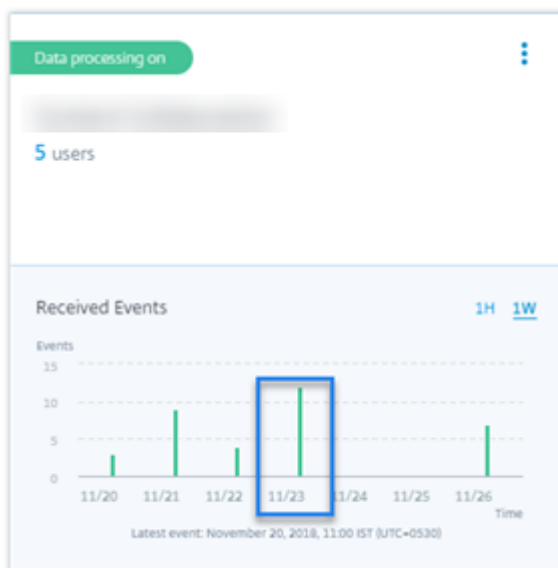 Data processing on
5 users
Received Events
1H 1W
Events
15
10
5
0
11/20 11/21 11/22 11/23 11/24 11/25 11/26
Time
Latest event: November 20, 2018, 11:00 IST (UTC+0530)